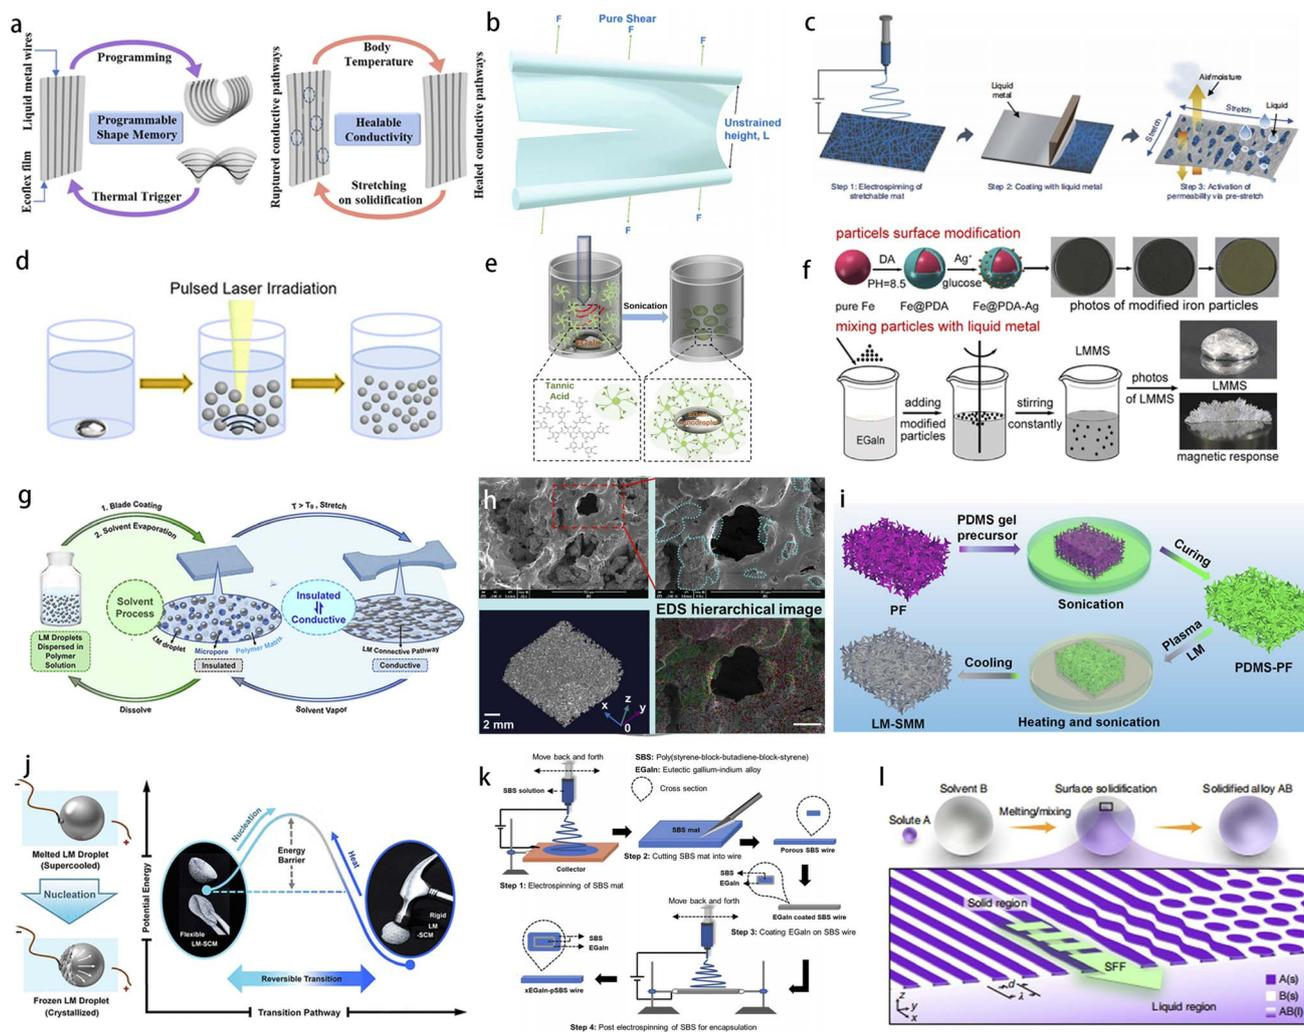 a
Liquid metal wires
Ecoflex film
Programming
Programmable
Shape Memory
Thermal Trigger
Ruptured conductive pathways
Body
Temperature
Healable
Conductivity
Stretching
on solidification
Healed conductive pathways
b
Pure Shear
F
F
F
Unstrained
height, L
F
F
F
c
Liquid
metal
Air/moisture
Stretch
Liquid
Stretch
Step 1: Electrospinning of
stretchable mat
Step 2: Coating with liquid metal
Step 3: Activation of
permeability via pre-stretch
d
Pulsed Laser Irradiation
e
Sonication
EGaIn
Tannic
Acid
f
particels surface modification
DA
PH=8.5
Ag+
glucose
pure Fe
Fe@PDA
Fe@PDA-Ag
photos of modified iron particles
mixing particles with liquid metal
EGaIn
adding
modified
particles
stirring
constantly
LMMS
photos
of LMMS
LMMS
magnetic response
g
1. Blade Coating
2. Solvent Evaporation
T > Tg , Stretch
Solvent
Process
Insulated
Conductive
LM Droplets
Dispersed in
Polymer
Solution
LM droplet
Micropore
Polymer Matrix
Insulated
LM Connective Pathway
Conductive
Dissolve
Solvent Vapor
h
EDS hierarchical image
2 mm
x
z
y
0
i
PF
PDMS gel
precursor
Sonication
Curing
PDMS-PF
Plasma
LM
Heating and sonication
Cooling
LM-SMM
j
Melted LM Droplet
(Supercooled)
Nucleation
Frozen LM Droplet
(Crystallized)
Potential Energy
Nucleation
Energy
Barrier
Heat
Flexible
LM-SCM
Rigid
LM
-SCM
Reversible Transition
Transition Pathway
k
Move back and forth
SBS solution
Collector
Step 1: Electrospinning of SBS mat
SBS: Poly(styrene-block-butadiene-block-styrene)
EGaIn: Eutectic gallium-indium alloy
Cross section
SBS mat
Step 2: Cutting SBS mat into wire
Porous SBS wire
SBS
EGaIn
EGaIn coated SBS wire
Step 3: Coating EGaIn on SBS wire
Move back and forth
SBS
EGaIn
xEGaIn-pSBS wire
Step 4: Post electrospinning of SBS for encapsulation
l
Solute A
Solvent B
Melting/mixing
Surface solidification
Solidified alloy AB
Solid region
SFF
d
λ
Liquid region
z
y
x
A(s)
B(s)
AB(l)